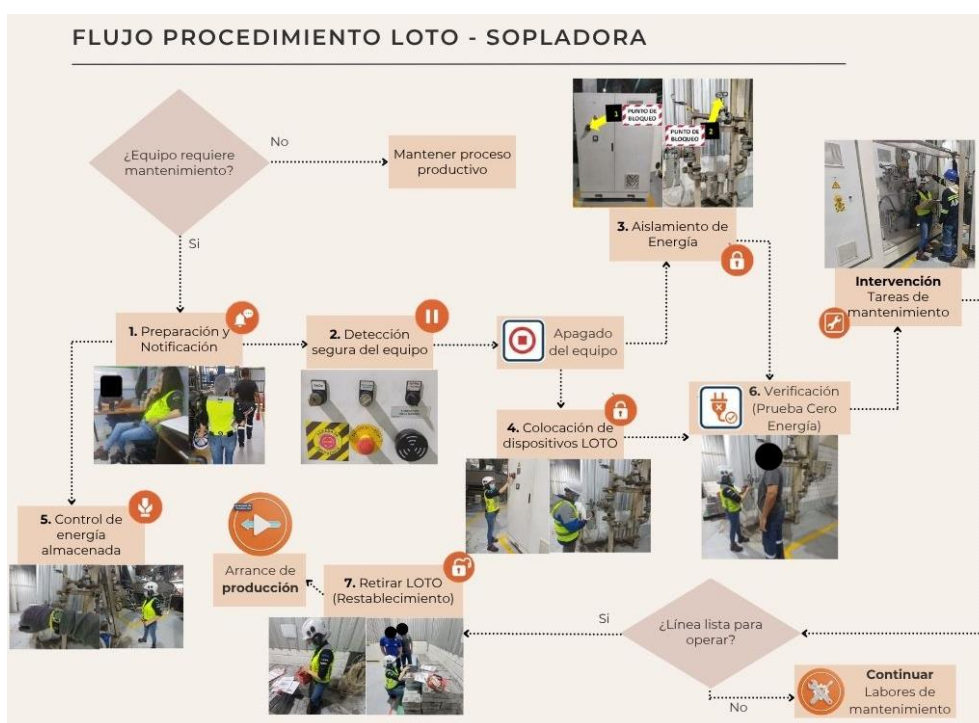 FLUJO PROCEDIMIENTO LOTO - SOPLADORA
¿Equipo requiere
mantenimiento?
No
Mantener proceso
productivo
Si
PUNTO DE
BLOQUEO
1
PUNTO DE
BLOQUEO
2
3. Aislamiento de
Energía
Intervención
Tareas de
mantenimiento
1. Preparación y
Notificación
2. Detección
segura del equipo
Apagado
del equipo
4. Colocación de
dispositivos LOTO
6. Verificación
(Prueba Cero
Energía)
5. Control de
energía
almacenada
Arrance de
producción
7. Retirar LOTO
(Restablecimiento)
Si
¿Línea lista para
operar?
No
Continuar
Labores de
mantenimiento